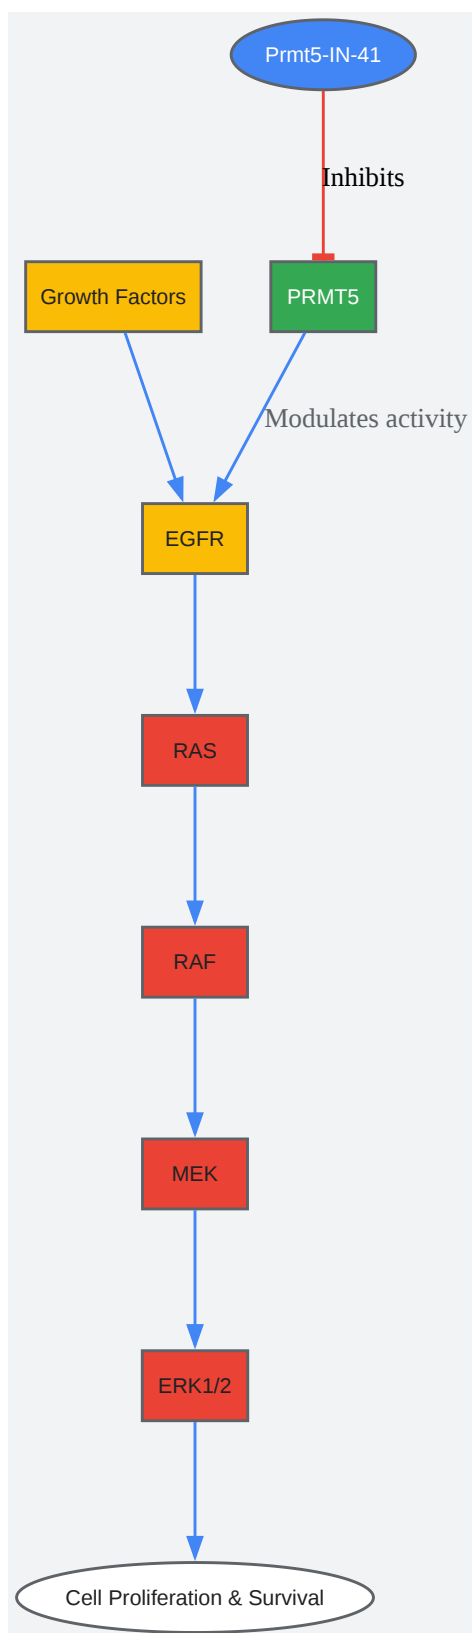 Prmt5-IN-41
Inhibits
Growth Factors
PRMT5
Modulates activity
EGFR
RAS
RAF
MEK
ERK1/2
Cell Proliferation & Survival